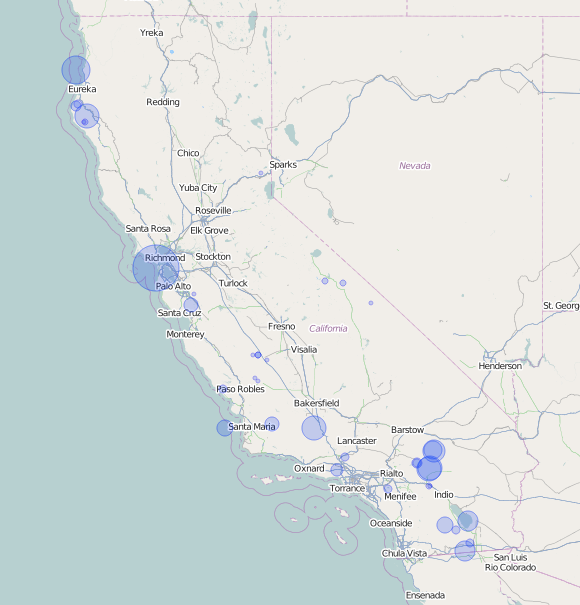 Yreka
Eureka
Redding
Chico
Sparks
Nevada
Yuba City
Roseville
Santa Rosa
Elk Grove
Richmond
Stockton
Palo Alto
Turlock
Santa Cruz
St. Georg
Monterey
Fresno
California
Visalia
Henderson
Paso Robles
Bakersfield
Santa Maria
Barstow
Lancaster
Oxnard
Rialto
Torrance
Menifee
Indio
Oceanside
Chula Vista
San Luis
Rio Colorado
Ensenada